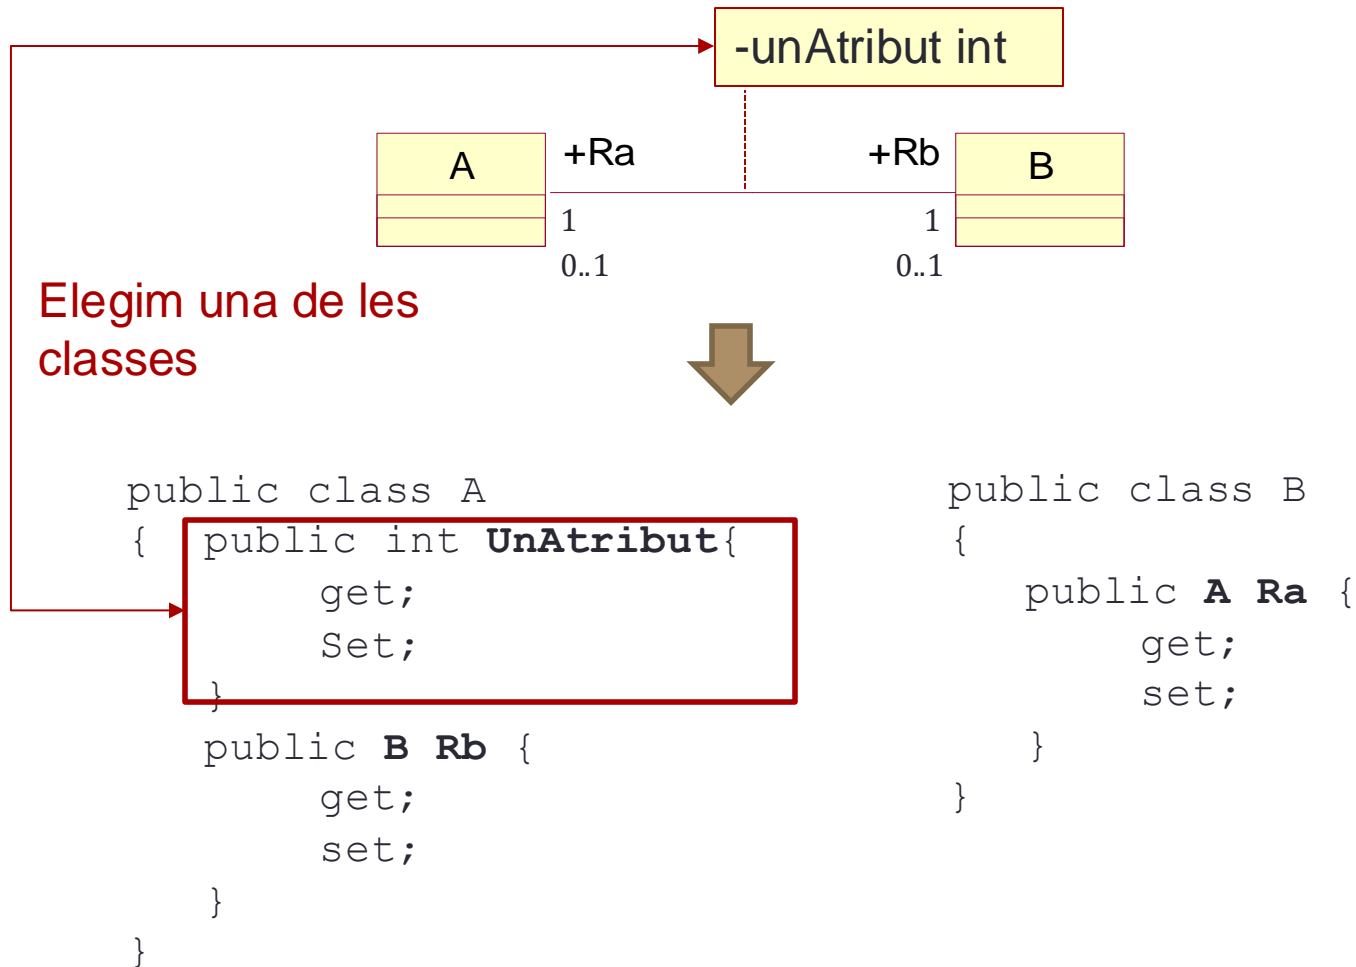 -unAtribut int
A
+Ra
+Rb
B
1
1
0..1
0..1
Elegim una de les
classes
public class A
{ public int UnAtribut{
get;
Set;
}
public B Rb {
get;
set;
}
}
public class B
{
public A Ra {
get;
set;
}
}